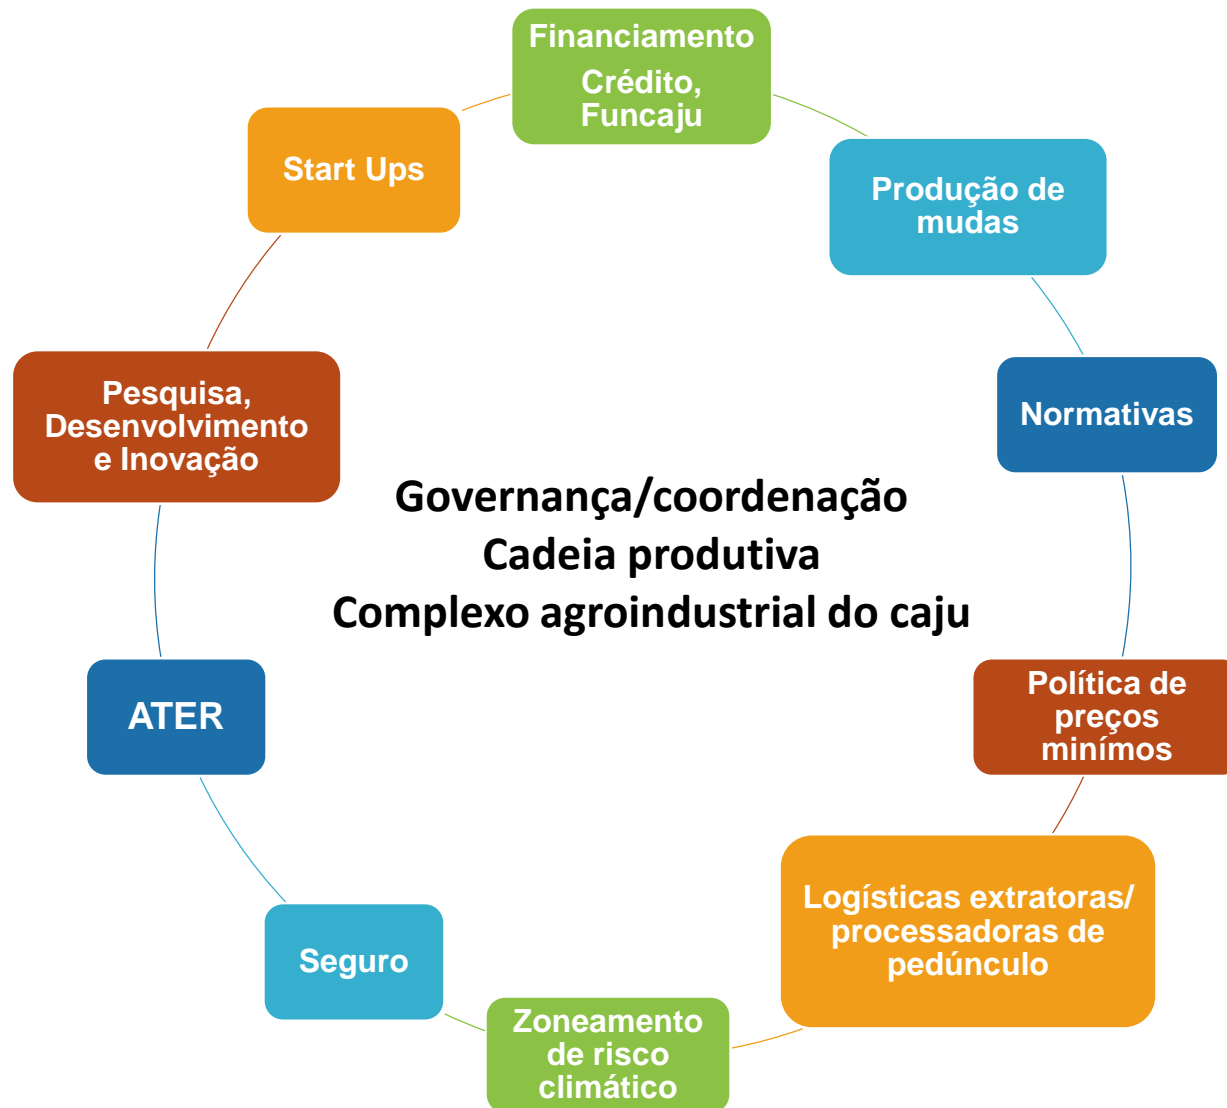 Financiamento
Crédito,
Funcaju
Start Ups
Produção de
mudas
Pesquisa,
Desenvolvimento
e Inovação
Normativas
Governança/coordenação
Cadeia produtiva
Complexo agroindustrial do caju
ATER
Política de
preços
minímos
Logísticas extratoras/
processadoras de
pedúnculo
Seguro
Zoneamento
de risco
climático